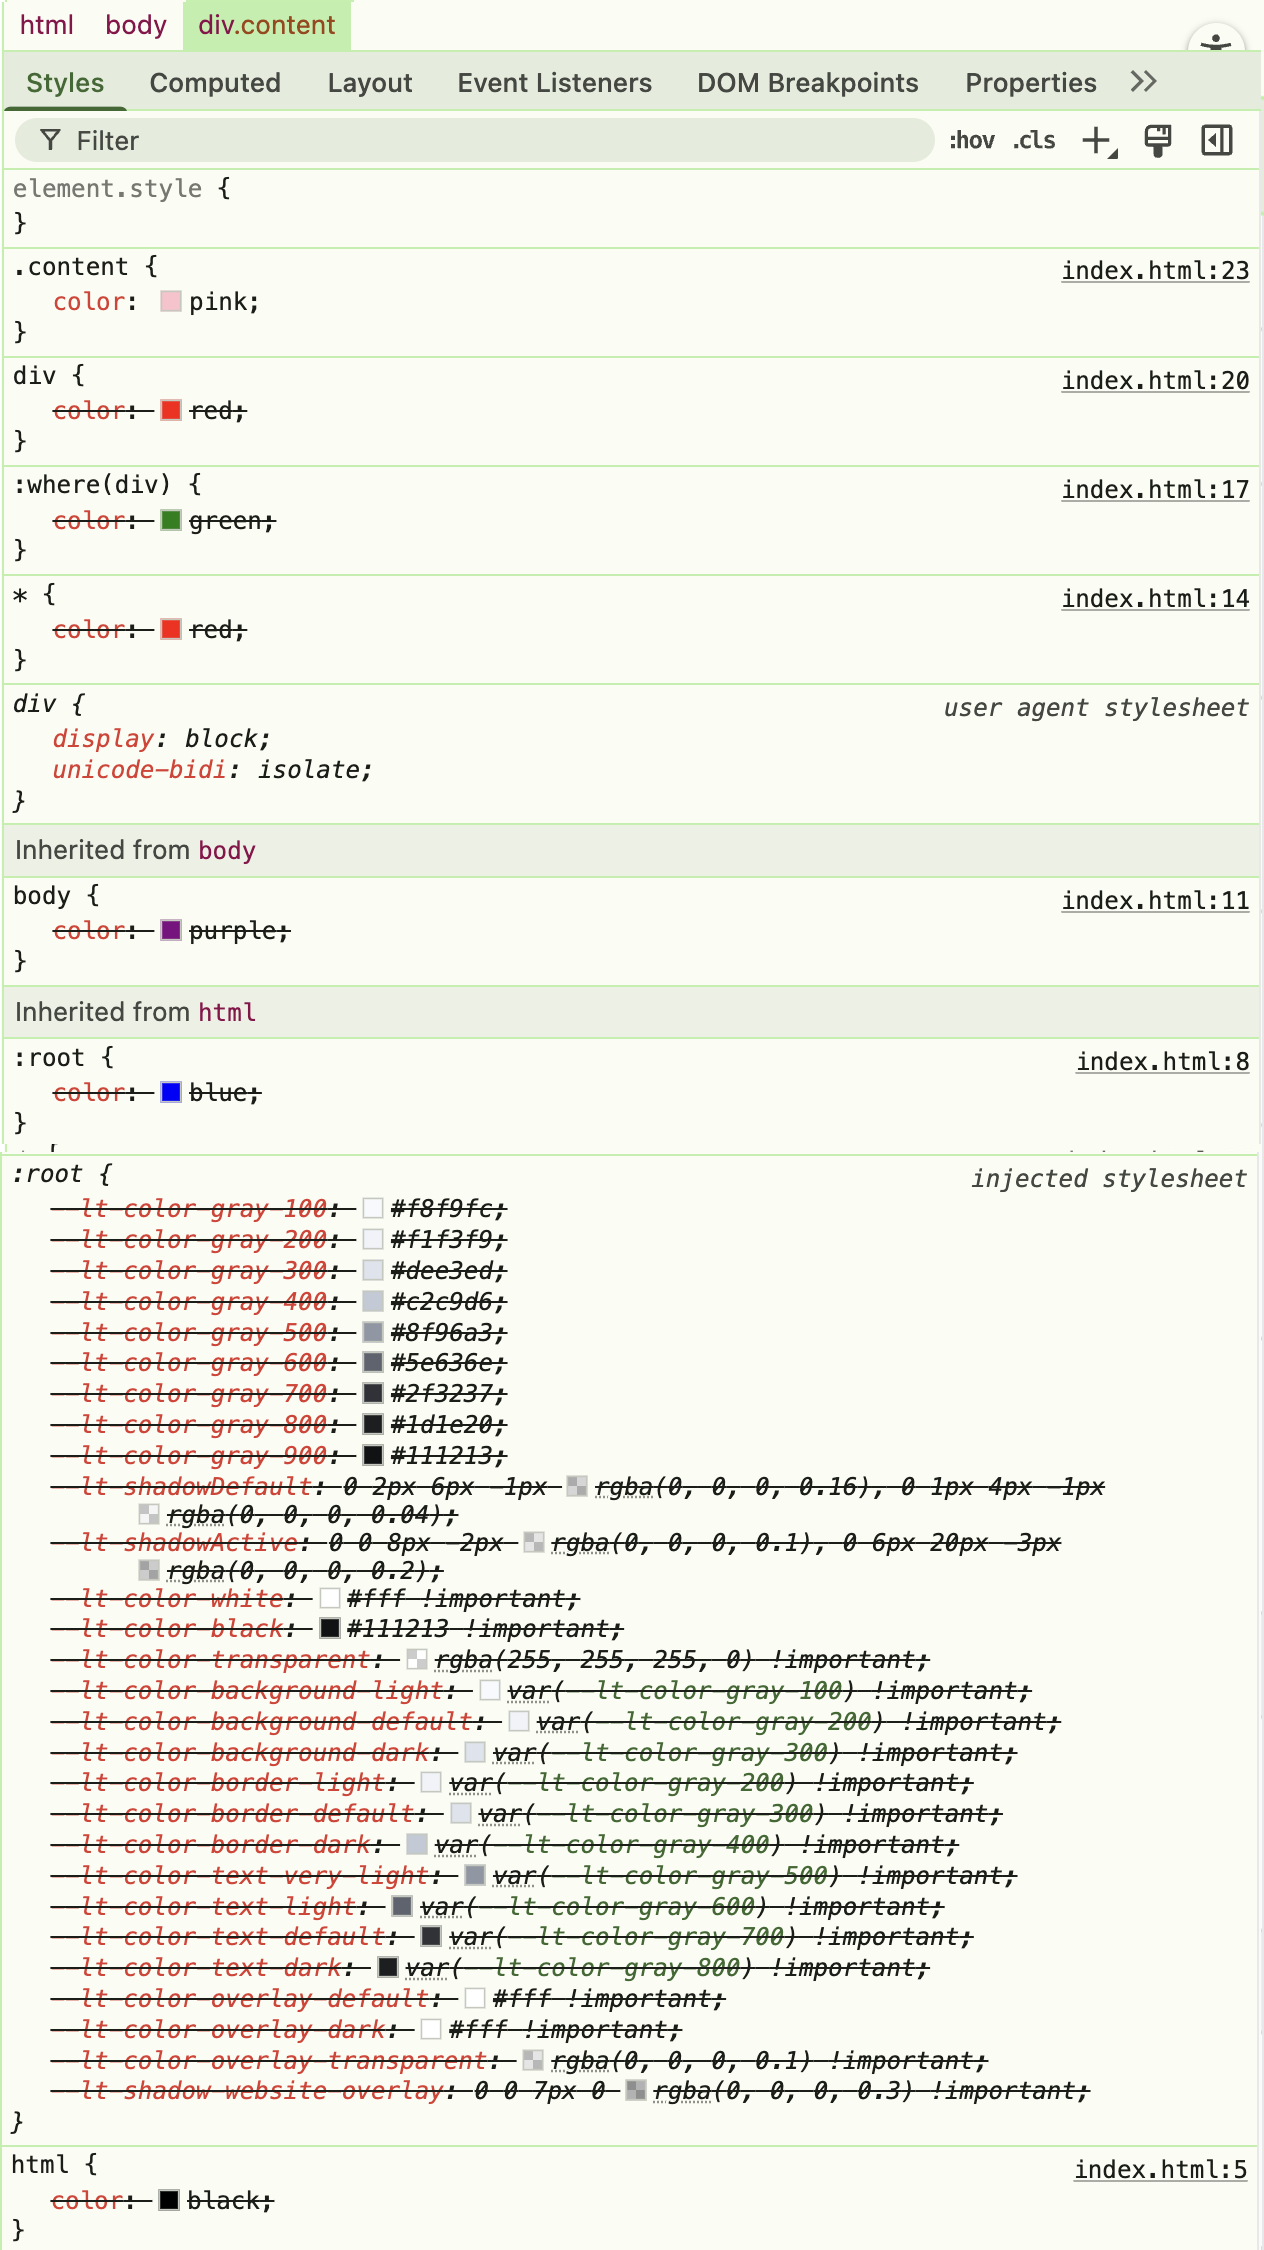 html body div.content
Styles Computed Layout Event Listeners DOM Breakpoints Properties
Filter :hov .cls
element.style {
}
.content { index.html:23
color: pink;
}
div { index.html:20
color: red;
}
:where(div) { index.html:17
color: green;
}
* { index.html:14
color: red;
}
div { user agent stylesheet
display: block;
unicode-bidi: isolate;
}
Inherited from body
body { index.html:11
color: purple;
}
Inherited from html
:root { index.html:8
color: blue;
}
:root { injected stylesheet
--lt-color-gray-100: #f8f9fc;
--lt-color-gray-200: #f1f3f9;
--lt-color-gray-300: #dee3ed;
--lt-color-gray-400: #c2c9d6;
--lt-color-gray-500: #8f96a3;
--lt-color-gray-600: #5e636e;
--lt-color-gray-700: #2f3237;
--lt-color-gray-800: #1d1e20;
--lt-color-gray-900: #111213;
--lt-shadowDefault: 0 2px 6px -1px rgba(0, 0, 0, 0.16), 0 1px 4px -1px
rgba(0, 0, 0, 0.04);
--lt-shadowActive: 0 0 8px -2px rgba(0, 0, 0, 0.1), 0 6px 20px -3px
rgba(0, 0, 0, 0.2);
--lt-color-white: #fff !important;
--lt-color-black: #111213 !important;
--lt-color-transparent: rgba(255, 255, 255, 0) !important;
--lt-color-background-light: var(--lt-color-gray-100) !important;
--lt-color-background-default: var(--lt-color-gray-200) !important;
--lt-color-background-dark: var(--lt-color-gray-300) !important;
--lt-color-border-light: var(--lt-color-gray-200) !important;
--lt-color-border-default: var(--lt-color-gray-300) !important;
--lt-color-border-dark: var(--lt-color-gray-400) !important;
--lt-color-text-very-light: var(--lt-color-gray-500) !important;
--lt-color-text-light: var(--lt-color-gray-600) !important;
--lt-color-text-default: var(--lt-color-gray-700) !important;
--lt-color-text-dark: var(--lt-color-gray-800) !important;
--lt-color-overlay-default: #fff !important;
--lt-color-overlay-dark: #fff !important;
--lt-color-overlay-transparent: rgba(0, 0, 0, 0.1) !important;
--lt-shadow-website-overlay: 0 0 7px 0 rgba(0, 0, 0, 0.3) !important;
}
html { index.html:5
color: black;
}